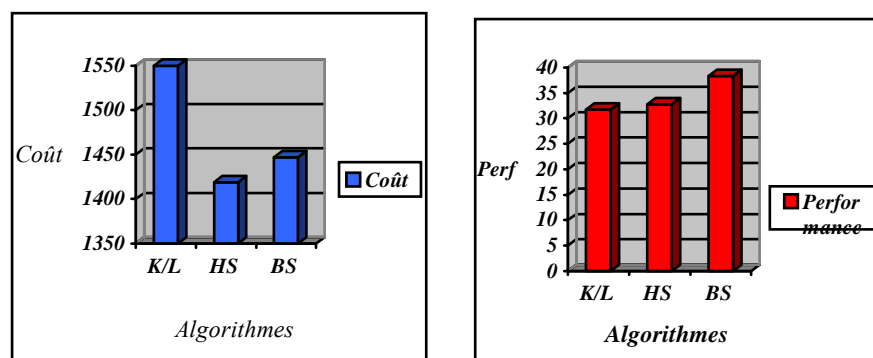 1550
1500
1450
1400
1350
Coût
K/L HS BS
Algorithmes
Coût
40
35
30
25
20
15
10
5
0
Perf
K/L HS BS
Algorithmes
Perfor
mance